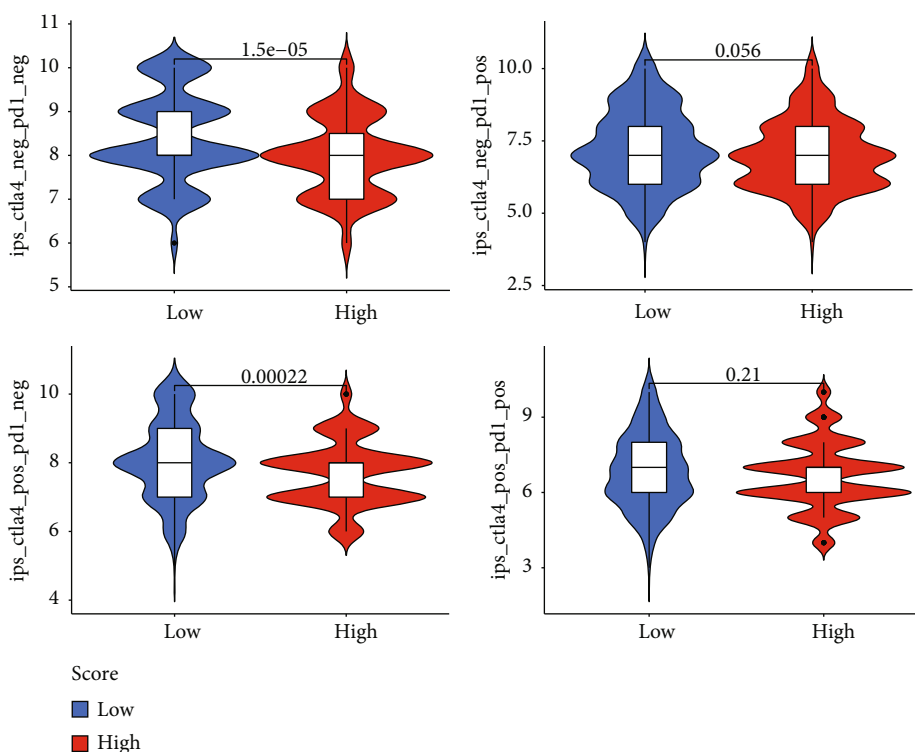 ips_ctla4_neg_pd1_neg
11
10
9
8
7
6
5
1.5e−05
Low
High
ips_ctla4_neg_pd1_pos
10.0
7.5
5.0
2.5
0.056
Low
High
ips_ctla4_pos_pd1_neg
10
8
6
4
0.00022
Low
High
ips_ctla4_pos_pd1_pos
9
6
3
0.21
Low
High
Score
Low
High